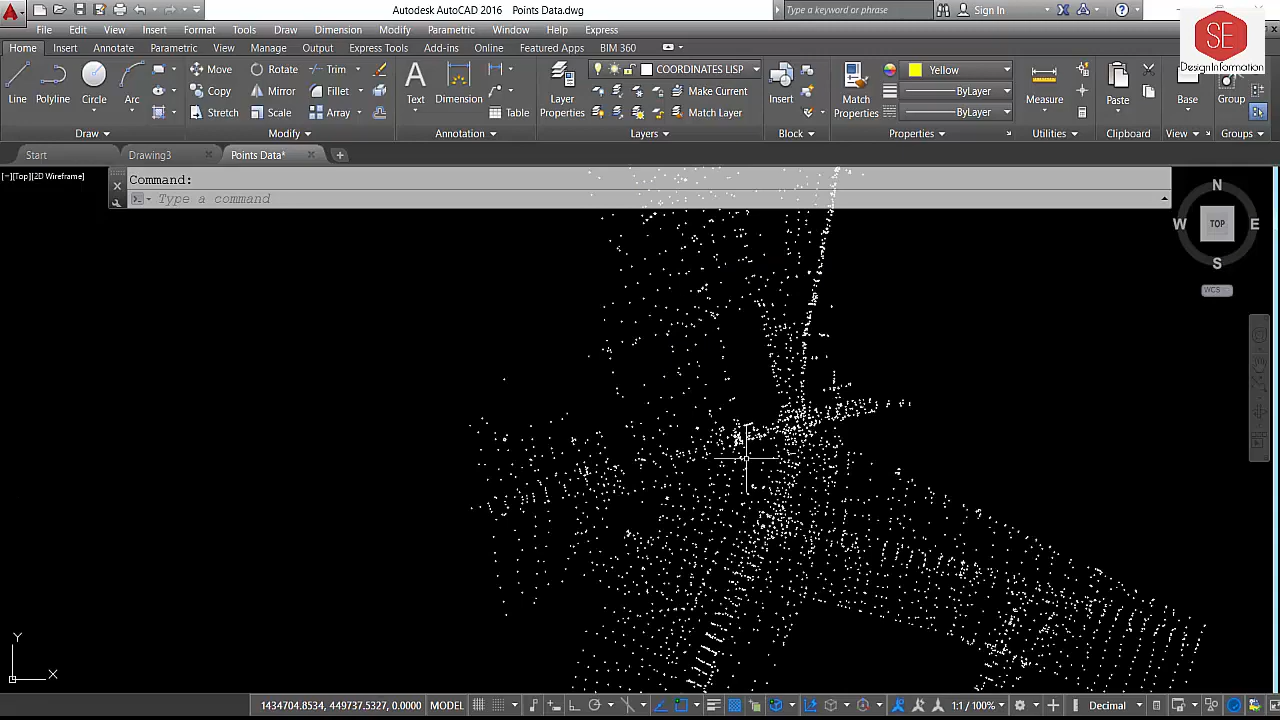 Autodesk AutoCAD 2016 Points Data.dwg
Type a keyword or phrase
Sign In
File Edit View Insert Format Tools Draw Dimension Modify Parametric Window Help Express
Home Insert Annotate Parametric View Manage Output Express Tools Add-ins Online Featured Apps BIM 360
SE
DesignInformation
Line
Polyline
Circle
Arc
Move
Rotate
Trim
Copy
Mirror
Fillet
Stretch
Scale
Array
Text
Dimension
Table
Layer
Properties
COORDINATES LISP
Make Current
Match Layer
Insert
Match
Properties
Yellow
ByLayer
ByLayer
Measure
Paste
Base
Group
Draw
Modify
Annotation
Layers
Block
Properties
Utilities
Clipboard
View
Groups
Start
Drawing3
Points Data*
[−][Top][2D Wireframe]
Command:
Type a command
N
W
TOP
E
S
WCS
Y
X
1434704.8534, 449737.5327, 0.0000
MODEL
1:1 / 100%
Decimal